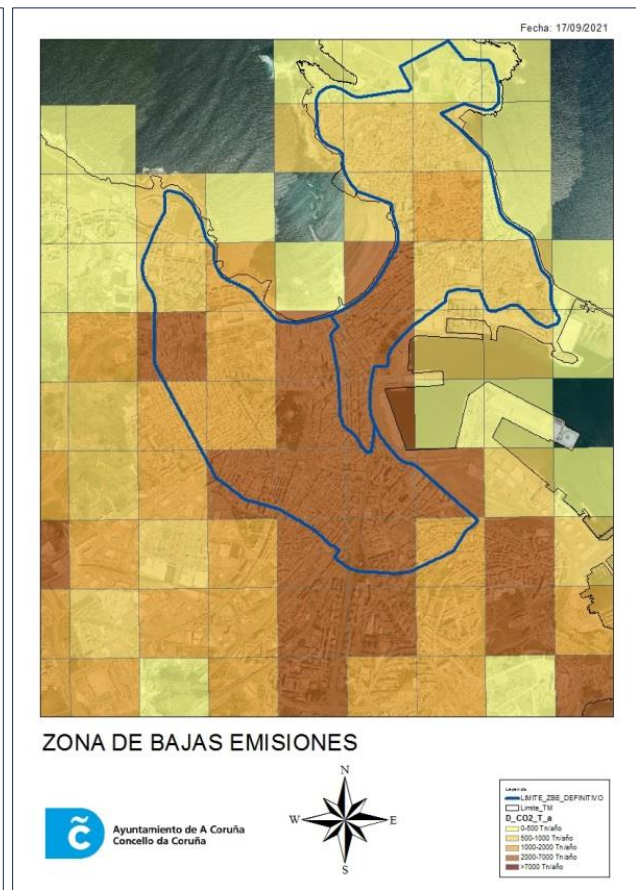 Fecha: 17/09/2021
ZONA DE BAJAS EMISIONES
Ayuntamiento de A Coruña
Concello da Coruña
N
W
E
S
Leyenda
LIMITE_ZBE_DEFINITIVO
Limite_TM
D_CO2_T_a
0-500 Tn/año
500-1000 Tn/año
1000-2000 Tn/año
2000-7000 Tn/año
>7000 Tn/año